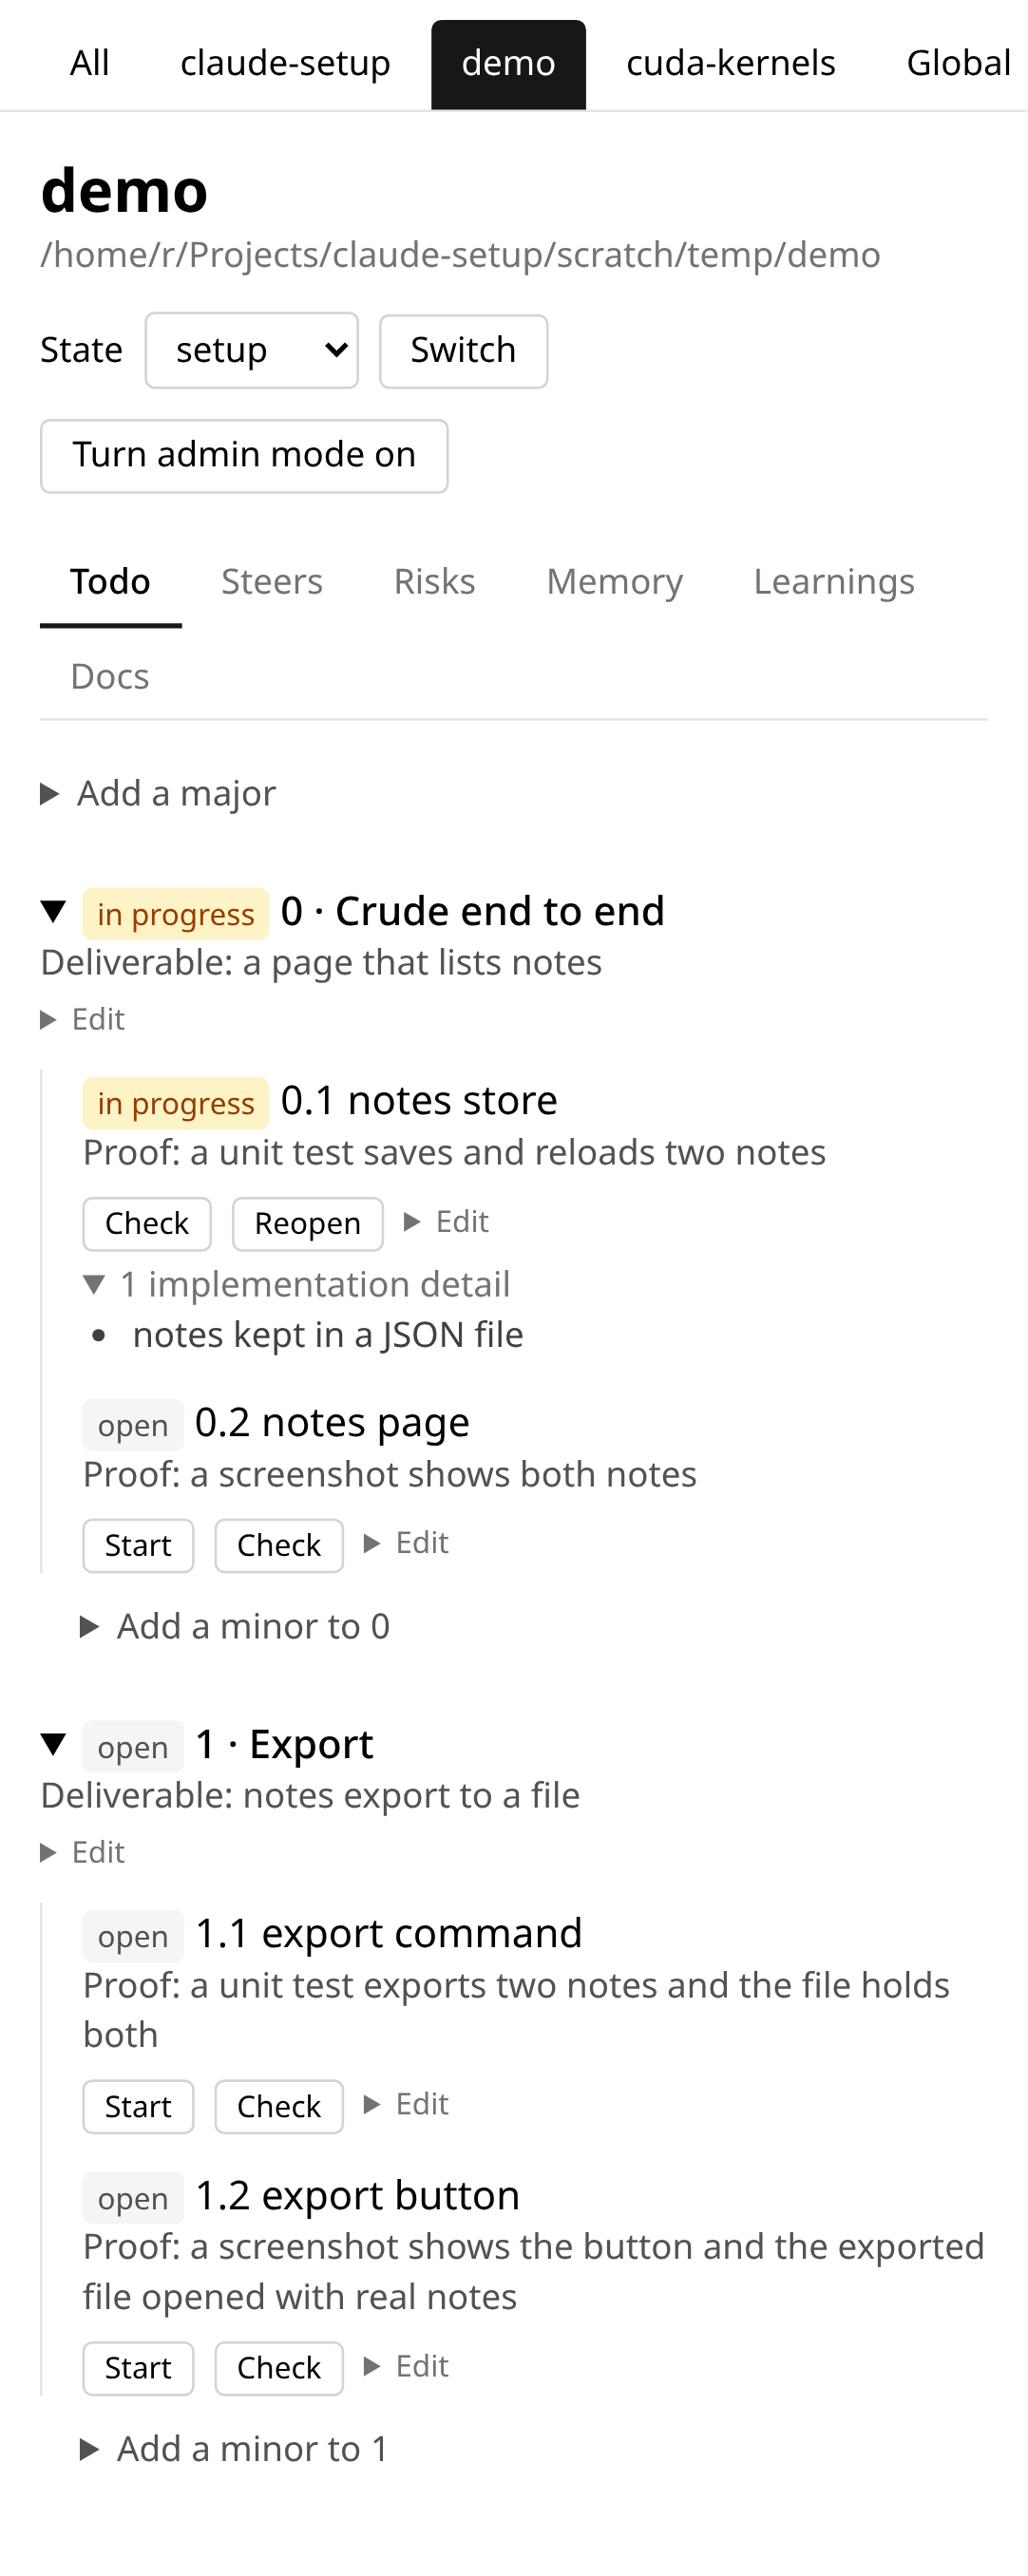 All claude-setup demo cuda-kernels Global
demo
/home/r/Projects/claude-setup/scratch/temp/demo
State setup Switch
Turn admin mode on
Todo Steers Risks Memory Learnings
Docs
Add a major
in progress 0 · Crude end to end
Deliverable: a page that lists notes
Edit
in progress 0.1 notes store
Proof: a unit test saves and reloads two notes
Check Reopen Edit
1 implementation detail
• notes kept in a JSON file
open 0.2 notes page
Proof: a screenshot shows both notes
Start Check Edit
Add a minor to 0
open 1 · Export
Deliverable: notes export to a file
Edit
open 1.1 export command
Proof: a unit test exports two notes and the file holds
both
Start Check Edit
open 1.2 export button
Proof: a screenshot shows the button and the exported
file opened with real notes
Start Check Edit
Add a minor to 1